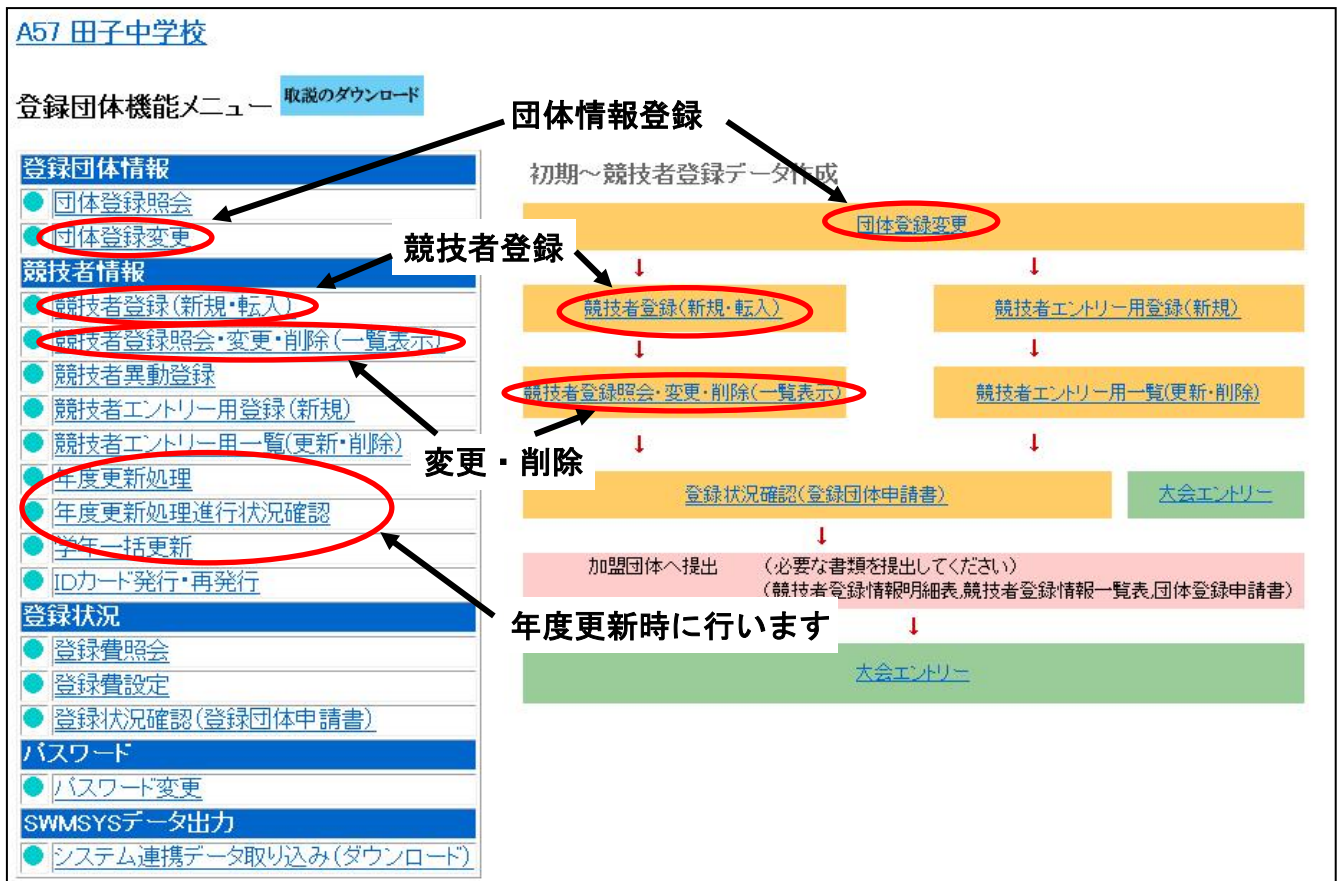 A57 田子中学校
登録団体機能メニュー 取説のダウンロード
団体情報登録
登録団体情報
団体登録照会
団体登録変更
競技者登録
競技者情報
競技者登録(新規・転入)
競技者登録照会・変更・削除(一覧表示)
競技者異動登録
競技者エントリー用登録(新規)
競技者エントリー用一覧(更新・削除)
変更・削除
年度更新処理
年度更新処理進行状況確認
学年一括更新
IDカード発行・再発行
年度更新時に行います
登録状況
登録費照会
登録費設定
登録状況確認(登録団体申請書)
パスワード
パスワード変更
SWMSYSデータ出力
システム連携データ取り込み(ダウンロード)
初期～競技者登録データ作成
団体登録変更
↓ ↓
競技者登録(新規・転入) 競技者エントリー用登録(新規)
↓ ↓
競技者登録照会・変更・削除(一覧表示) 競技者エントリー用一覧(更新・削除)
↓ ↓
登録状況確認(登録団体申請書) 大会エントリー
↓
加盟団体へ提出 (必要な書類を提出してください)
(競技者登録情報明細表,競技者登録情報一覧表,団体登録申請書)
↓
大会エントリー